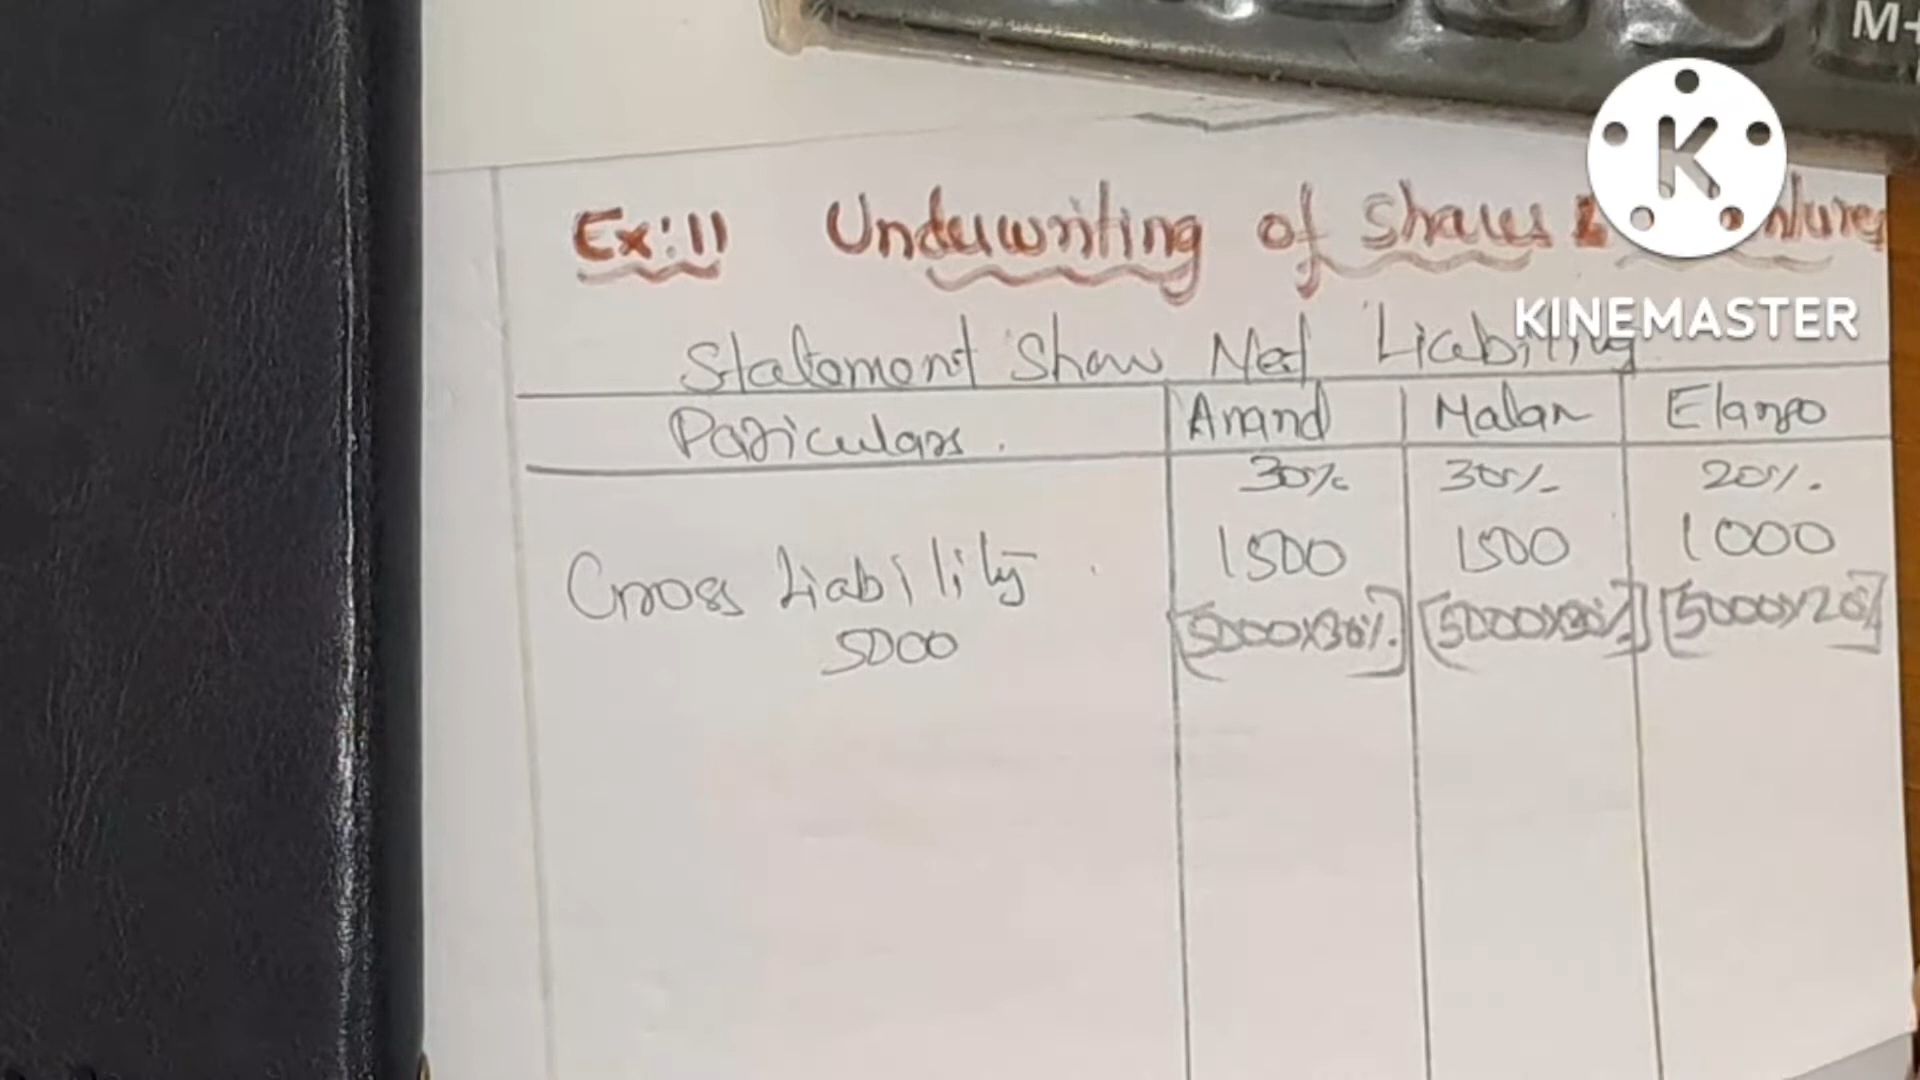 M+
K
KINEMASTER
Ex:11 Underwriting of Shares &
Statement Show Net Liability
Particulars. Anand Malan Elango
30% 30% 20%.
1500 1500 1000
Gross Liability
5000 [5000x30%.] [5000x30%] [5000x20%]